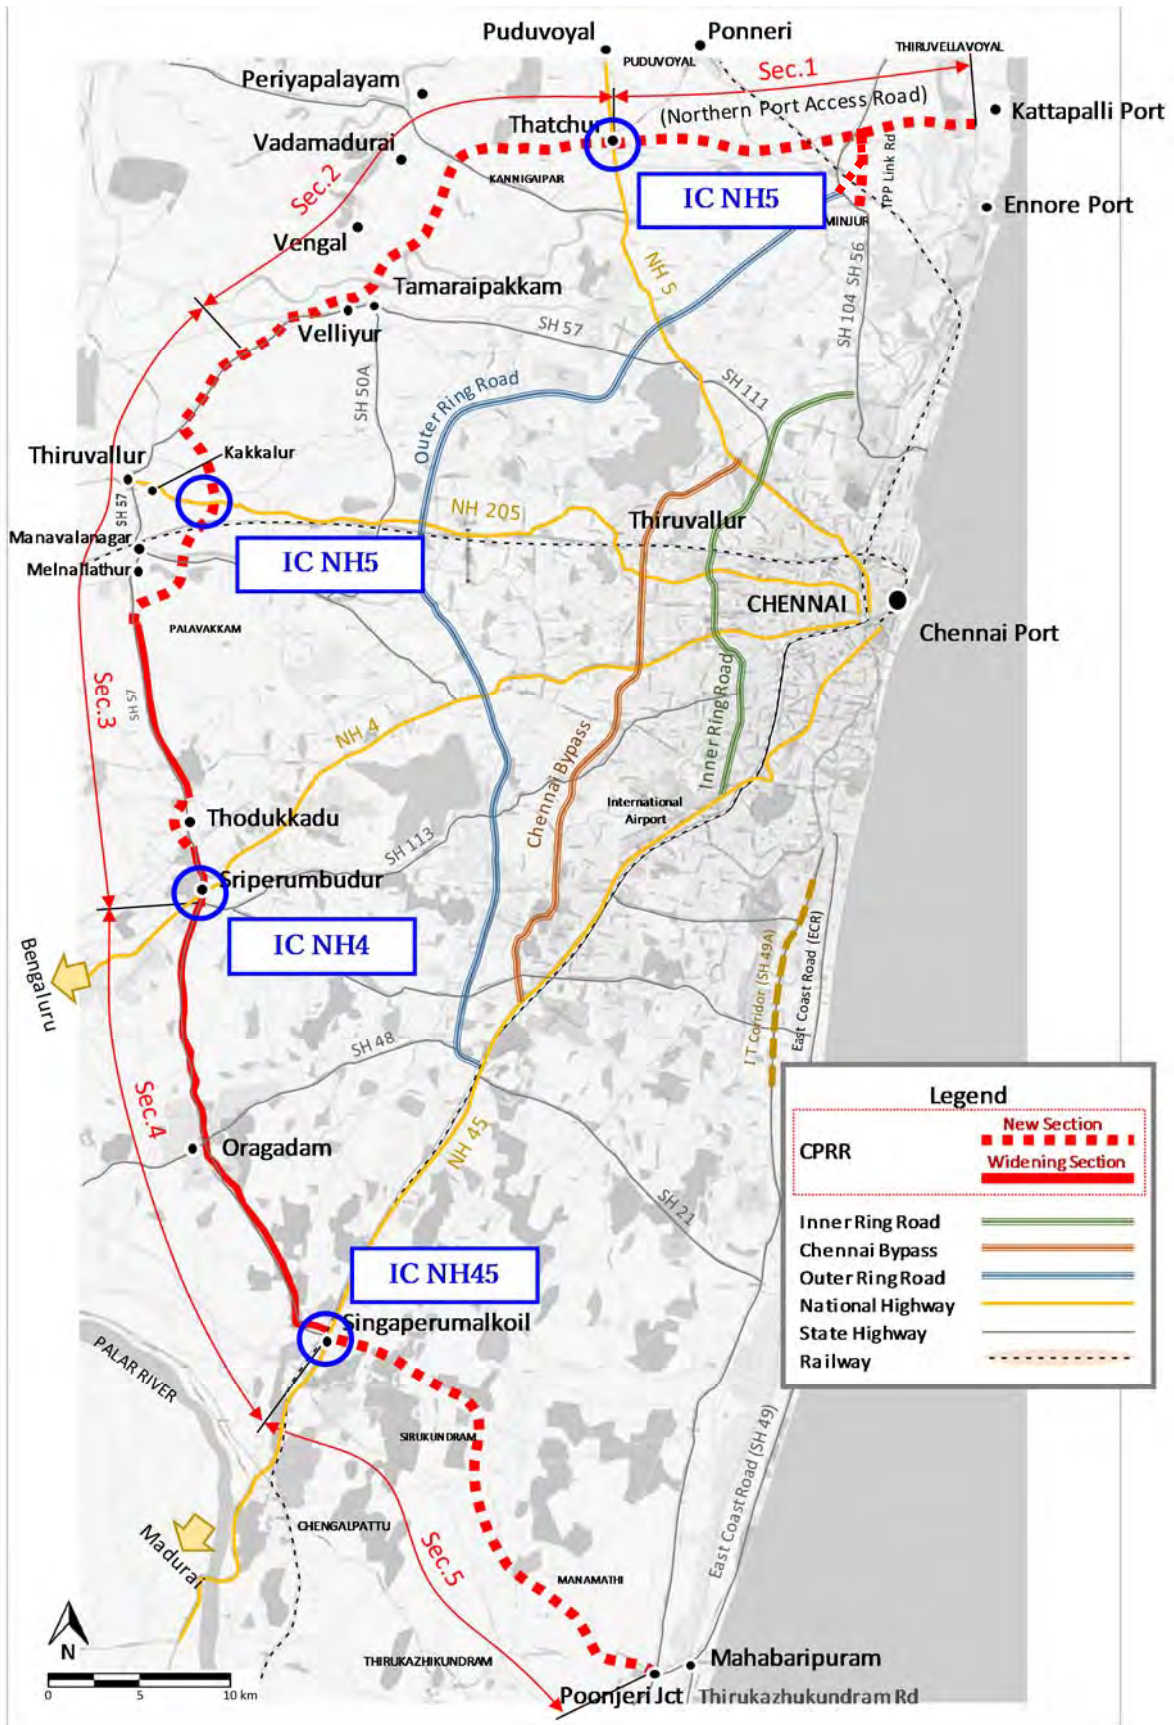 Puduvoyal
Ponneri
PUDUVOYAL
THIRUVELLAVOYAL
Sec.1
Periyapalayam
(Northern Port Access Road)
Kattapalli Port
Thatchur
Vadamadurai
TPP Link Rd
KANNIGAIPAIR
IC NH5
Sec.2
MINJUR
Ennore Port
Vengal
NH 5
SH 56
Tamaraipakkam
SH 104
Velliyur
SH 57
SH 50A
Outer Ring Road
SH 111
Thiruvallur
Kakkalur
SH 57
NH 205
Thiruvallur
Manavalanagar
IC NH5
Melnallathur
CHENNAI
PALAVAKKAM
Chennai Port
Sec.3
SH 57
Inner Ring Road
NH 4
Chennai Bypass
International
Airport
Thodukkadu
SH 113
Sriperumbudur
IC NH4
Bengaluru
I T Corridor (SH 49A)
East Coast Road (ECR)
SH 48
Sec.4
Oragadam
NH 45
SH 21
Legend
New Section
CPRR
Widening Section
Inner Ring Road
Chennai Bypass
Outer Ring Road
National Highway
State Highway
Railway
IC NH45
Singaperumalkoil
PALAR RIVER
SIRUKUNDRAM
East Coast Road (SH 49)
CHENGALPATTU
Madurai
Sec.5
MANAMATHI
N
THIRUKAZHIKUNDRAM
Mahabaripuram
0 5 10 km
Poonjeri Jct
Thirukazhukundram Rd